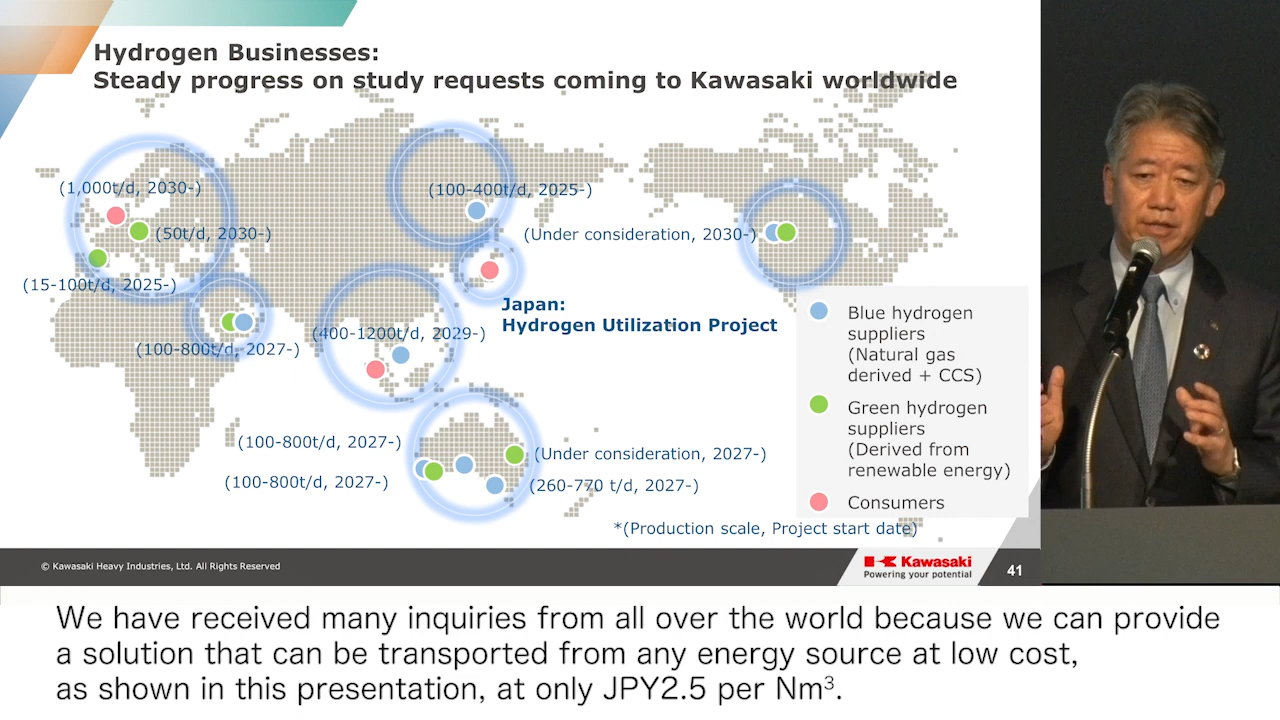 Hydrogen Businesses:
Steady progress on study requests coming to Kawasaki worldwide
(1,000t/d, 2030-)
(50t/d, 2030-)
(15-100t/d, 2025-)
(100-800t/d, 2027-)
(100-400t/d, 2025-)
(Under consideration, 2030-)
Japan:
Hydrogen Utilization Project
(400-1200t/d, 2029-)
(100-800t/d, 2027-)
(100-800t/d, 2027-)
(Under consideration, 2027-)
(260-770 t/d, 2027-)
Blue hydrogen
suppliers
(Natural gas
derived + CCS)
Green hydrogen
suppliers
(Derived from
renewable energy)
Consumers
*(Production scale, Project start date)
© Kawasaki Heavy Industries, Ltd. All Rights Reserved
Kawasaki
Powering your potential
41
We have received many inquiries from all over the world because we can provide
a solution that can be transported from any energy source at low cost,
as shown in this presentation, at only JPY2.5 per Nm³.